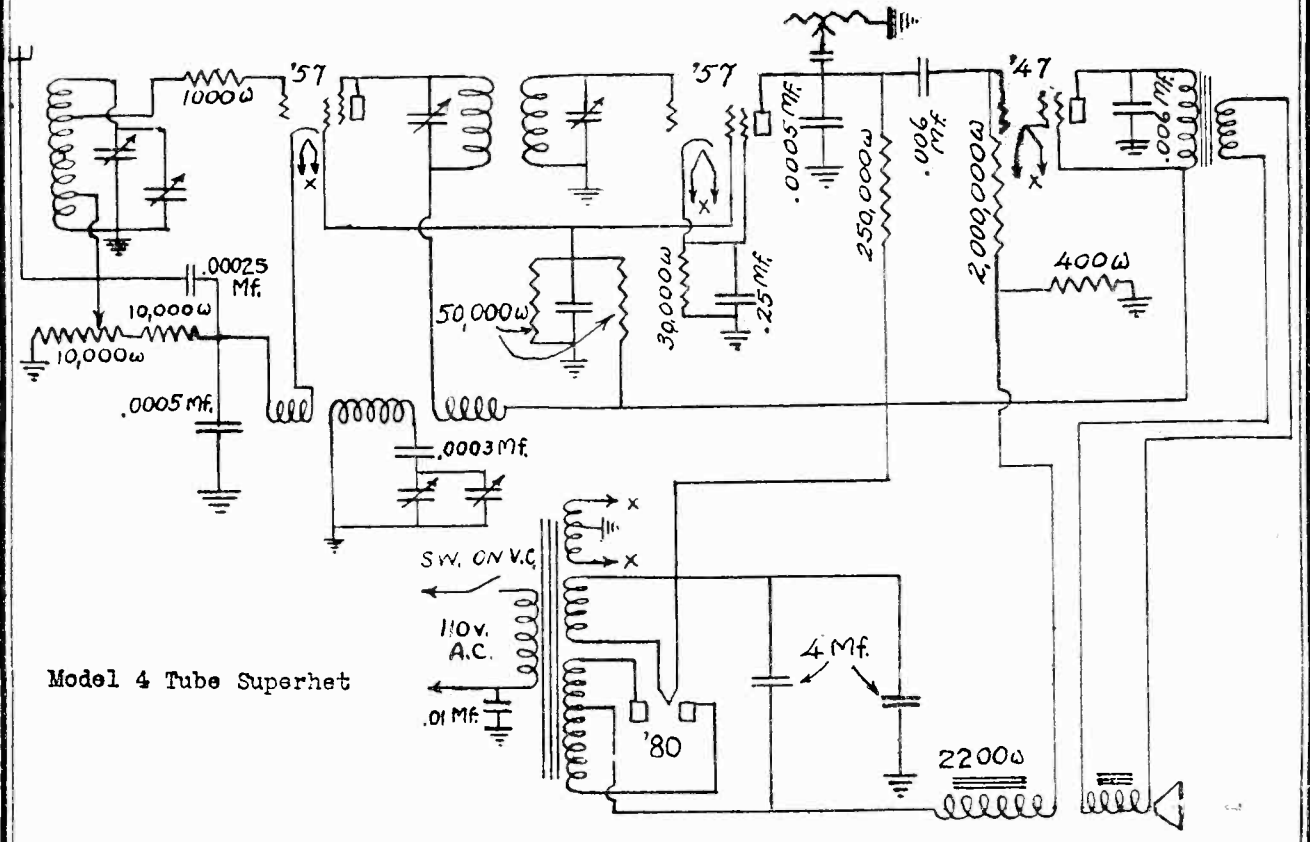 '57
1000ω
'57
.0005 Mf.
250,000ω
.006
Mf.
2,000,000ω
'47
.006 Mf.
X
X
X
.00025
Mf.
10,000ω
10,000ω
50,000ω
30,000ω
.25 Mf.
400ω
.0005 Mf.
.0003 Mf.
SW. ON V.C.
X
X
110 v.
A.C.
.01 Mf.
Model 4 Tube Superhet
'80
4 Mf.
2200ω